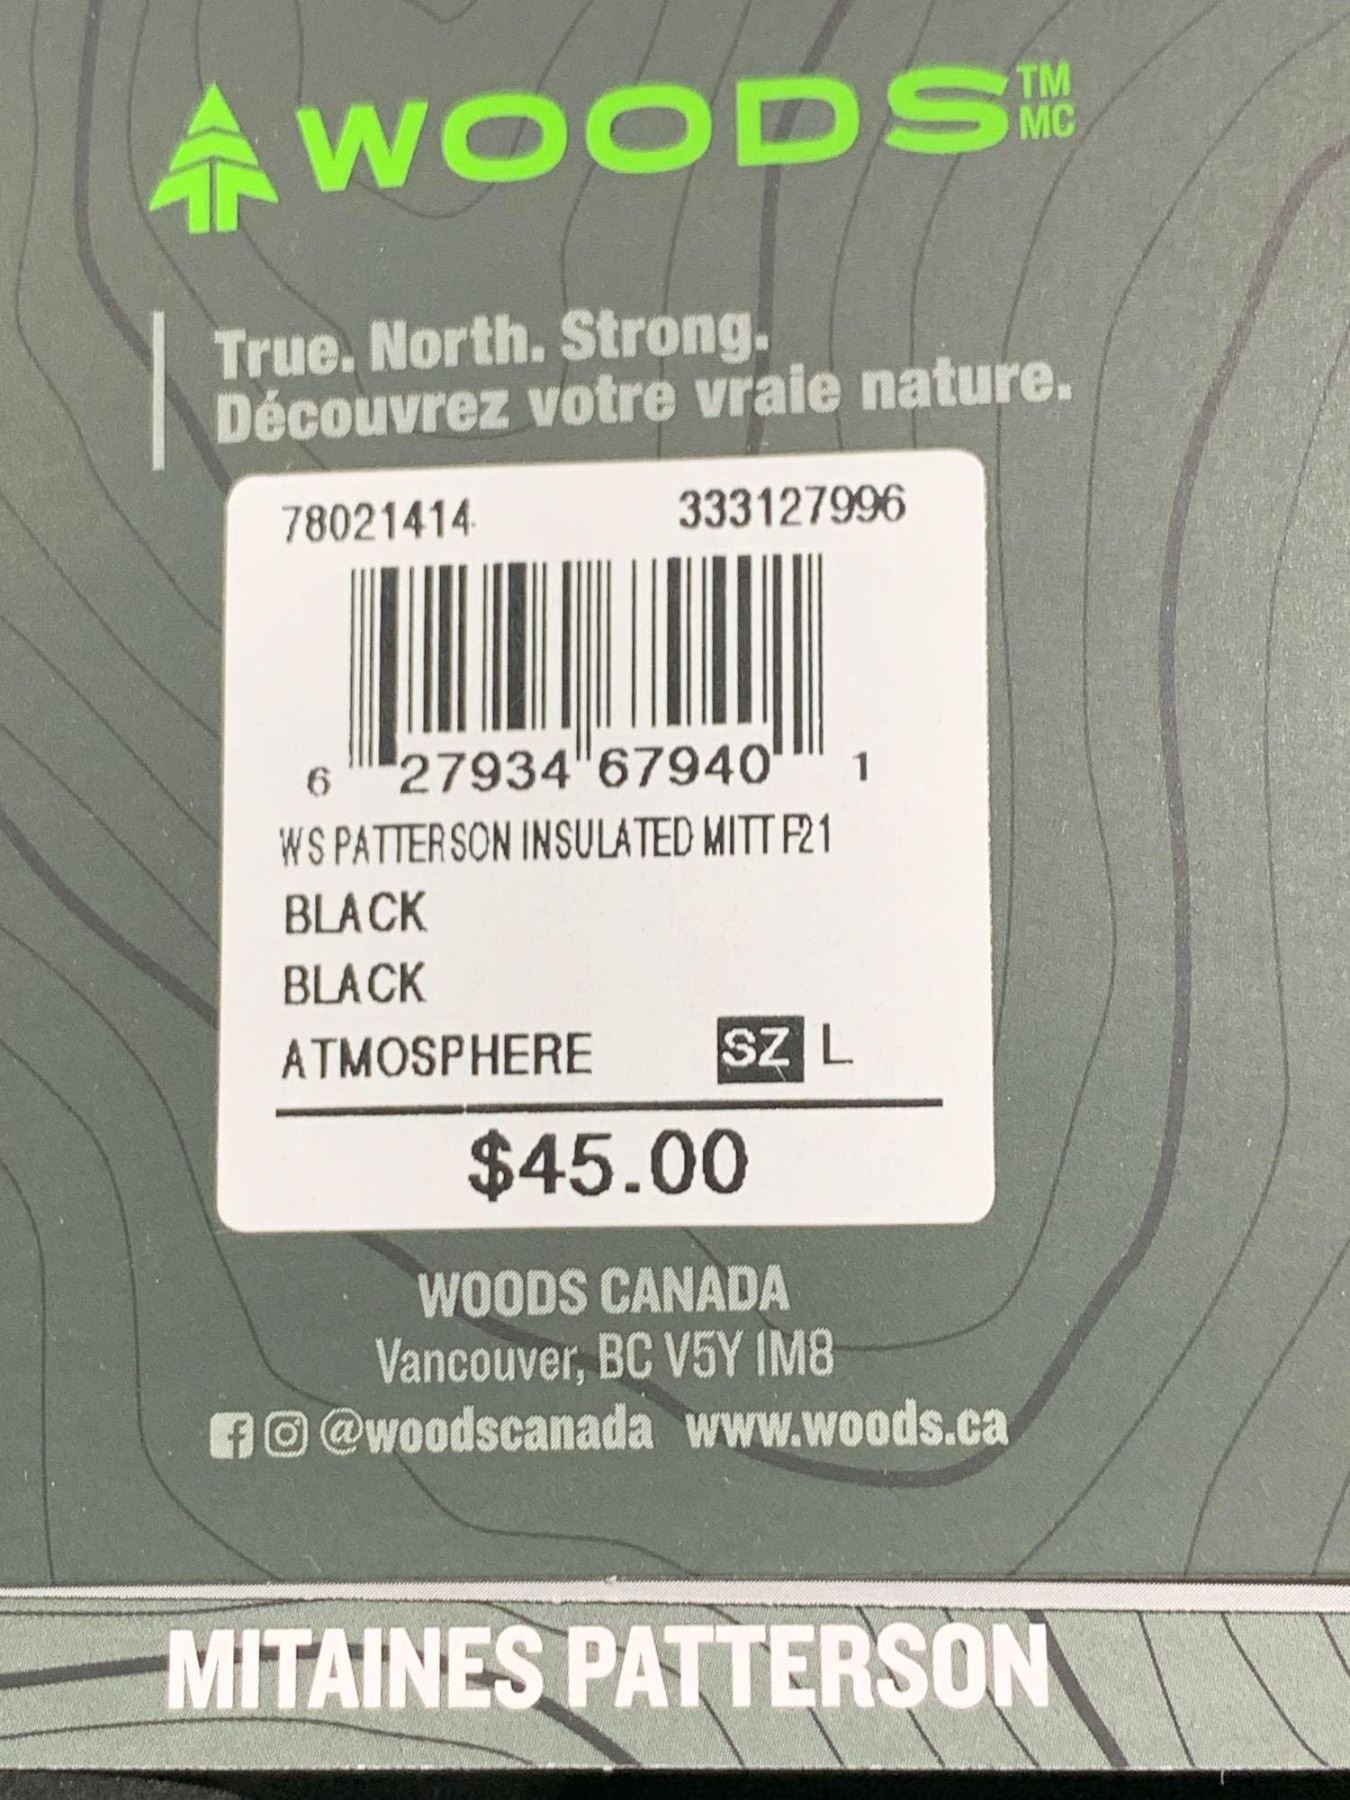 WOODS TM MC
True. North. Strong.
Découvrez votre vraie nature.
78021414 333127996
6 27934 67940 1
WS PATTERSON INSULATED MITT F21
BLACK
BLACK
ATMOSPHERE SZ L
$45.00
WOODS CANADA
Vancouver, BC V5Y 1M8
@woodscanada www.woods.ca
MITAINES PATTERSON